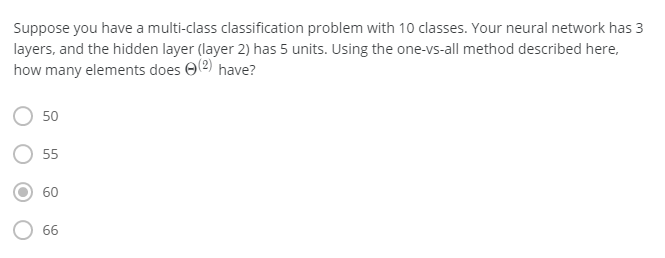 Suppose you have a multi-class classification problem with 10 classes. Your neural network has 3
layers, and the hidden layer (layer 2) has 5 units. Using the one-vs-all method described here,
how many elements does Θ⁽²⁾ have?
50
55
60
66